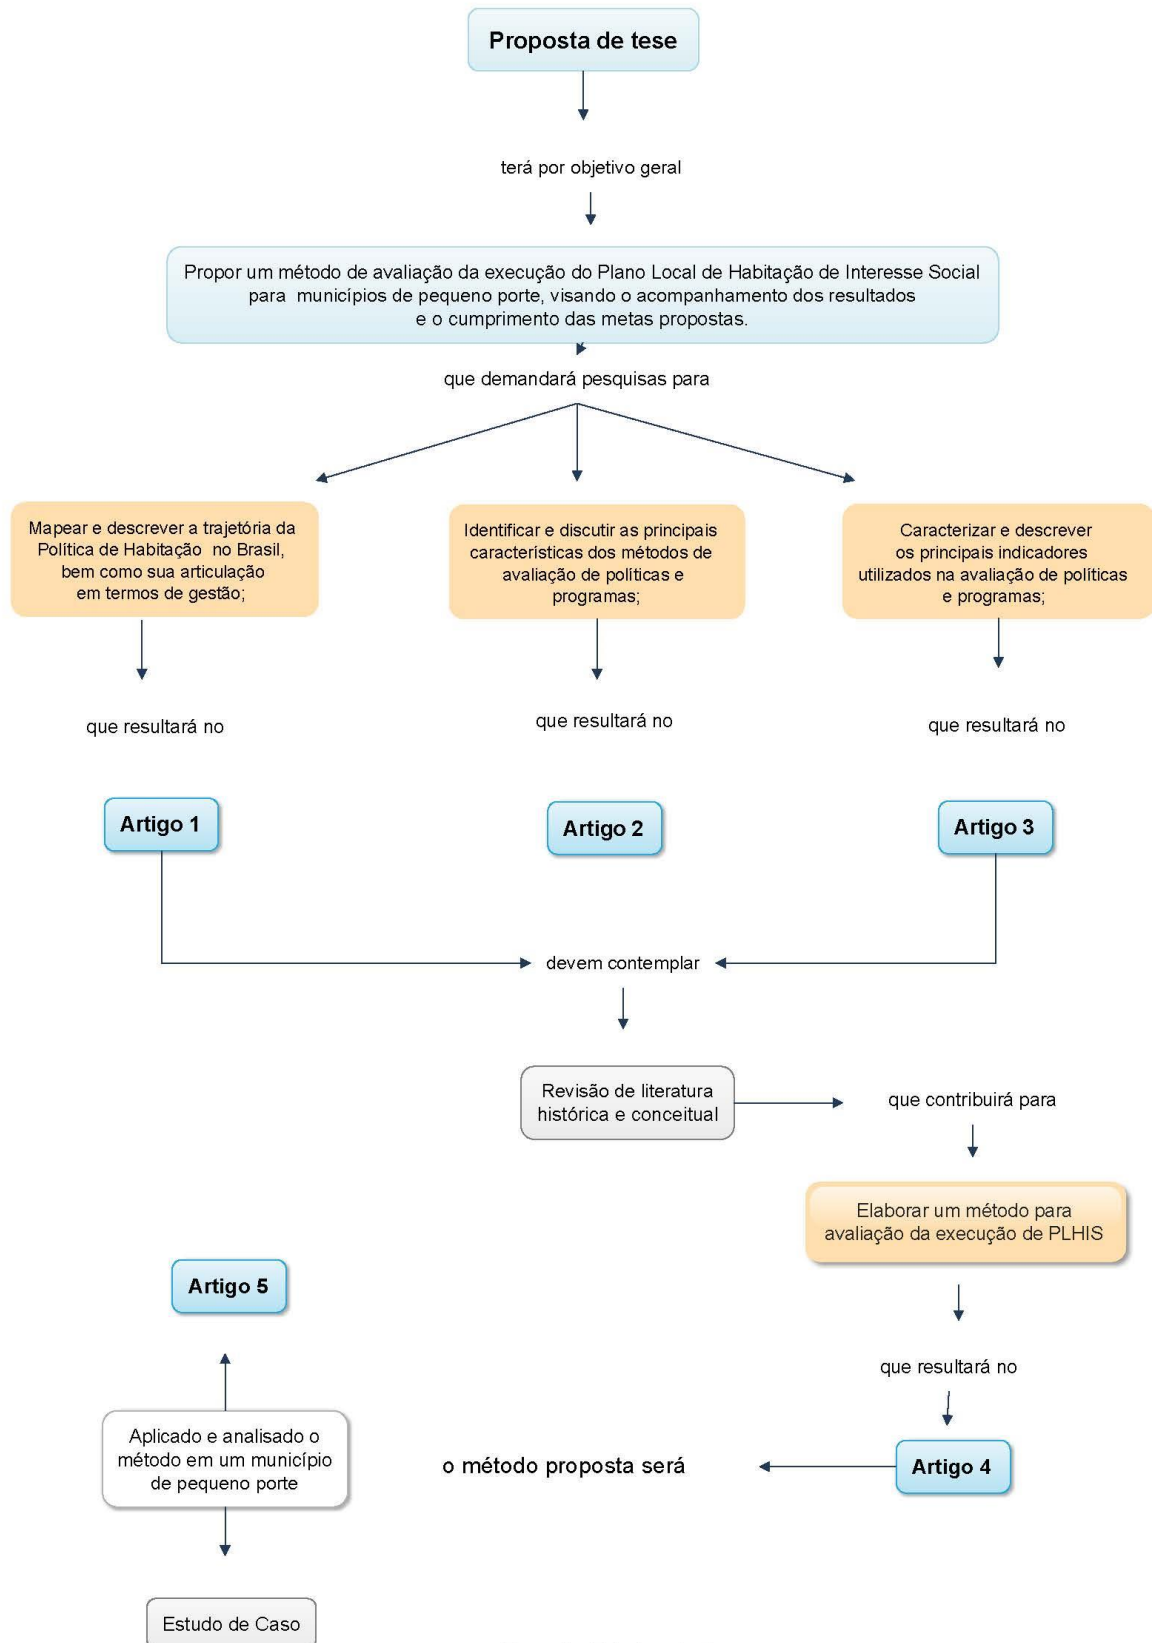 Proposta de tese
terá por objetivo geral
Propor um método de avaliação da execução do Plano Local de Habitação de Interesse Social
para municípios de pequeno porte, visando o acompanhamento dos resultados
e o cumprimento das metas propostas.
que demandará pesquisas para
Mapear e descrever a trajetória da
Política de Habitação no Brasil,
bem como sua articulação
em termos de gestão;
Identificar e discutir as principais
características dos métodos de
avaliação de políticas e
programas;
Caracterizar e descrever
os principais indicadores
utilizados na avaliação de políticas
e programas;
que resultará no
que resultará no
que resultará no
Artigo 1
Artigo 2
Artigo 3
devem contemplar
Revisão de literatura
histórica e conceitual
que contribuirá para
Elaborar um método para
avaliação da execução de PLHIS
Artigo 5
que resultará no
Aplicado e analisado o
método em um município
de pequeno porte
o método proposta será
Artigo 4
Estudo de Caso